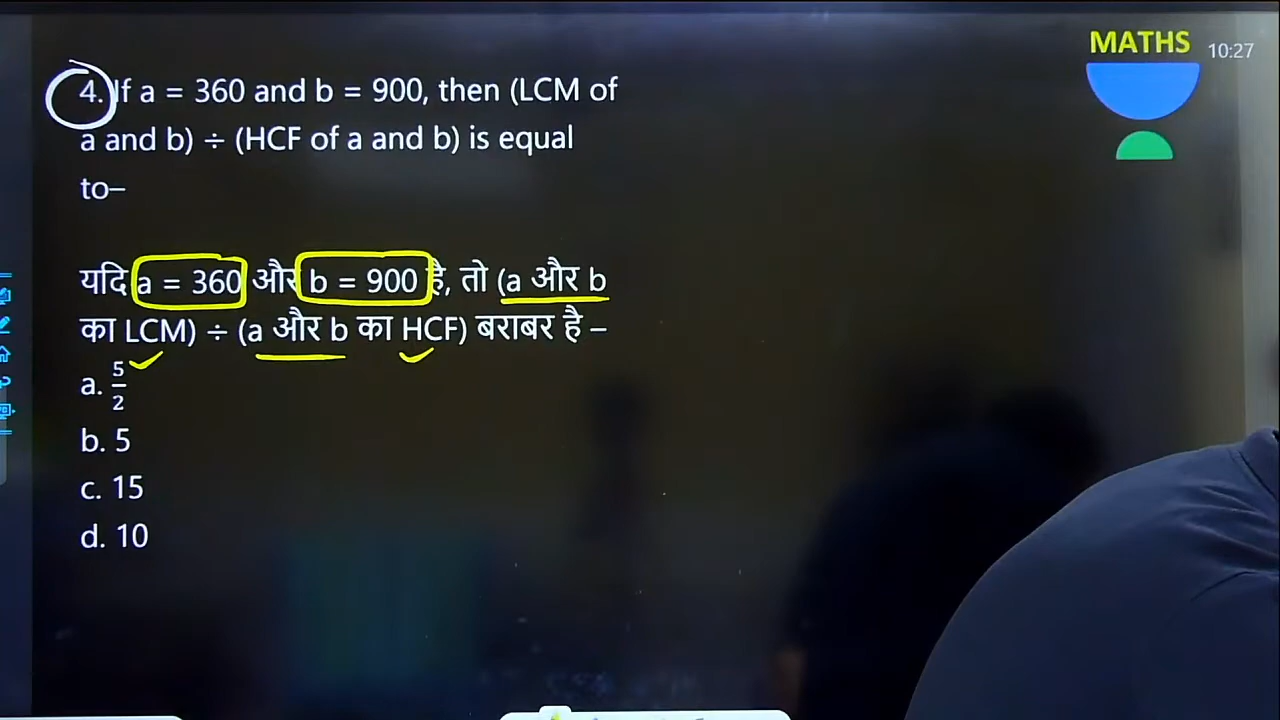 MATHS
10:27
4. If a = 360 and b = 900, then (LCM of
a and b) ÷ (HCF of a and b) is equal
to–
यदि a = 360 और b = 900 है, तो (a और b
का LCM) ÷ (a और b का HCF) बराबर है –
a. 5/2
b. 5
c. 15
d. 10